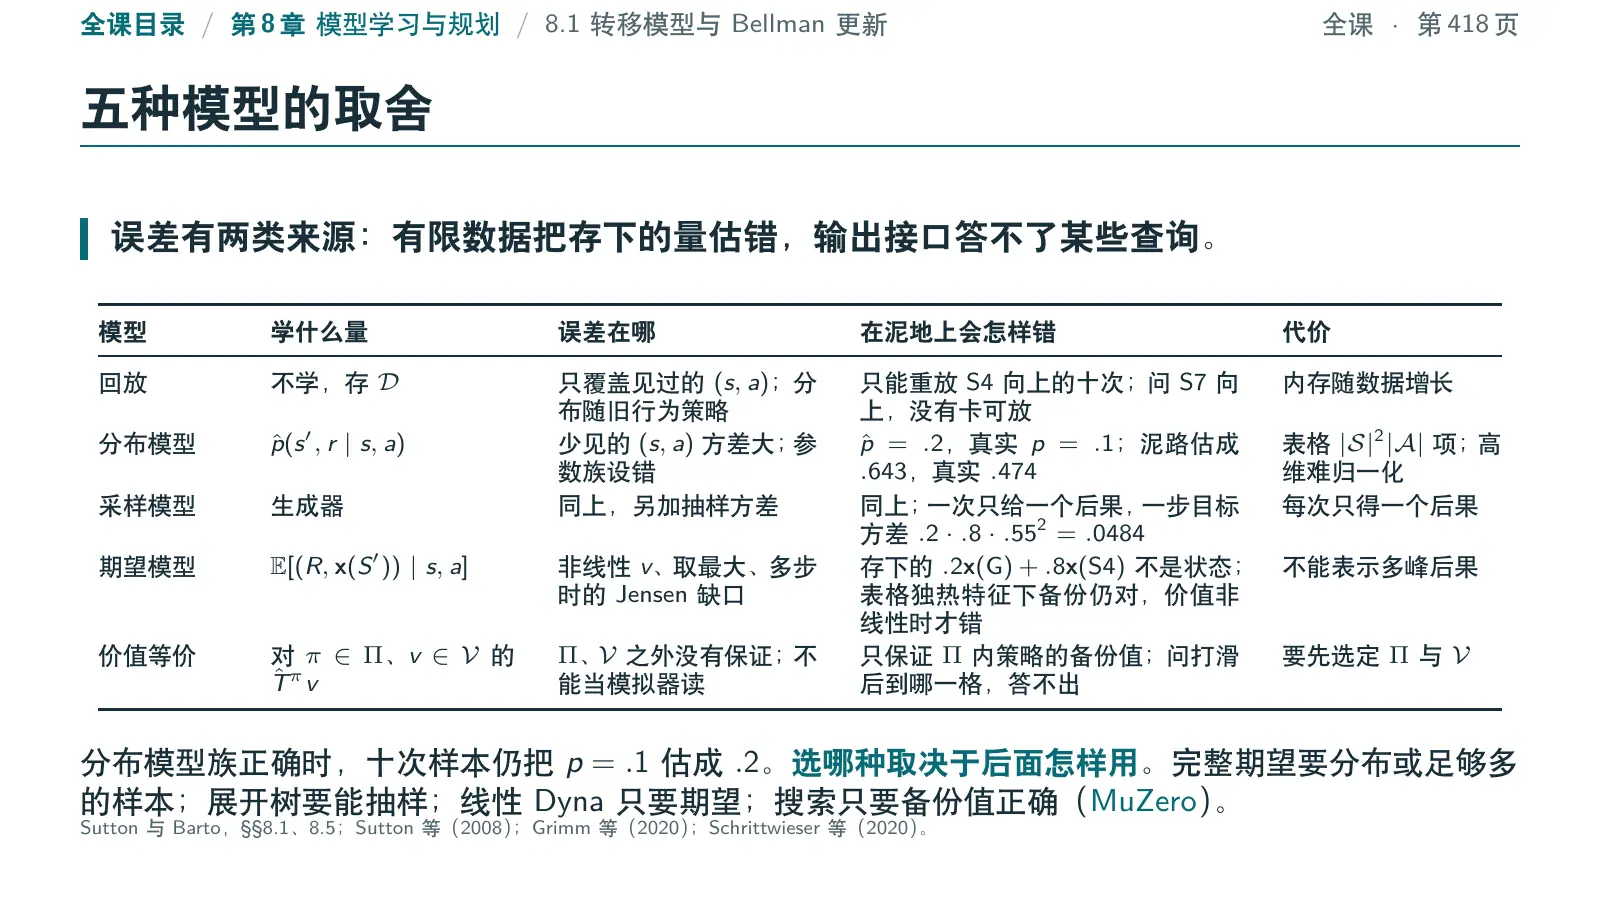 全课目录 / 第 8 章 模型学习与规划 / 8.1 转移模型与 Bellman 更新
全课 · 第 418 页
五种模型的取舍
误差有两类来源：有限数据把存下的量估错，输出接口答不了某些查询。
模型 学什么量 误差在哪 在泥地上会怎样错 代价
回放 不学，存 𝒟 只覆盖见过的 (s, a)；分布随旧行为策略 只能重放 S4 向上的十次；问 S7 向上，没有卡可放 内存随数据增长
分布模型 p̂(s′, r | s, a) 少见的 (s, a) 方差大；参数族设错 p̂ = .2，真实 p = .1；泥路估成 .643，真实 .474 表格 |𝒮|²|𝒜| 项；高维难归一化
采样模型 生成器 同上，另加抽样方差 同上；一次只给一个后果，一步目标方差 .2 · .8 · .55² = .0484 每次只得一个后果
期望模型 𝔼[(R, x(S′)) | s, a] 非线性 v、取最大、多步时的 Jensen 缺口 存下的 .2x(G) + .8x(S4) 不是状态；表格独热特征下备份仍对，价值非线性时才错 不能表示多峰后果
价值等价 对 π ∈ Π、v ∈ 𝒱 的 T̂^π v Π、𝒱 之外没有保证；不能当模拟器读 只保证 Π 内策略的备份值；问打滑后到哪一格，答不出 要先选定 Π 与 𝒱
分布模型族正确时，十次样本仍把 p = .1 估成 .2。选哪种取决于后面怎样用。完整期望要分布或足够多
的样本；展开树要能抽样；线性 Dyna 只要期望；搜索只要备份值正确（MuZero）。
Sutton 与 Barto，§§8.1、8.5；Sutton 等（2008）；Grimm 等（2020）；Schrittwieser 等（2020）。